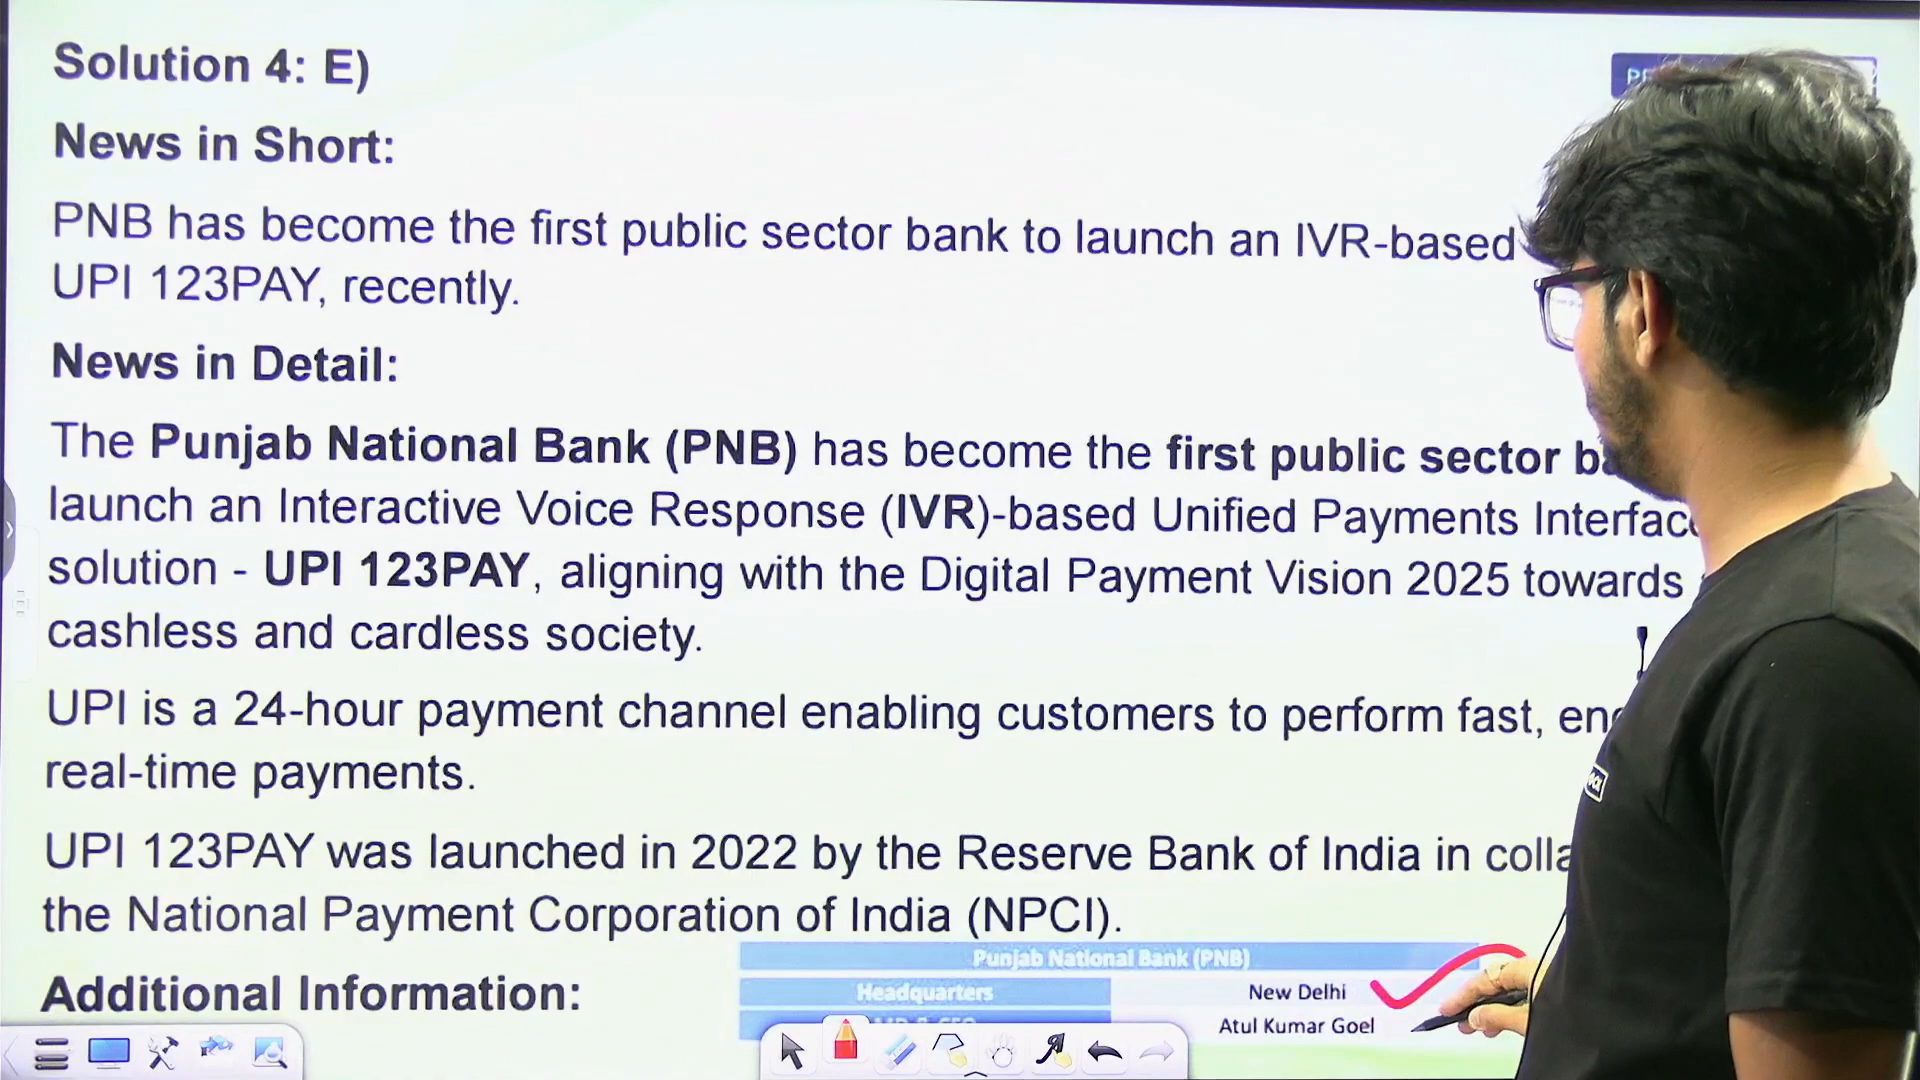 Solution 4: E)
News in Short:
PNB has become the first public sector bank to launch an IVR-based
UPI 123PAY, recently.
News in Detail:
The Punjab National Bank (PNB) has become the first public sector
launch an Interactive Voice Response (IVR)-based Unified Payments Interface
solution - UPI 123PAY, aligning with the Digital Payment Vision 2025 towards
cashless and cardless society.
UPI is a 24-hour payment channel enabling customers to perform fast,
real-time payments.
UPI 123PAY was launched in 2022 by the Reserve Bank of India in
the National Payment Corporation of India (NPCI).
Additional Information:
Punjab National Bank (PNB)
Headquarters New Delhi
Atul Kumar Goel